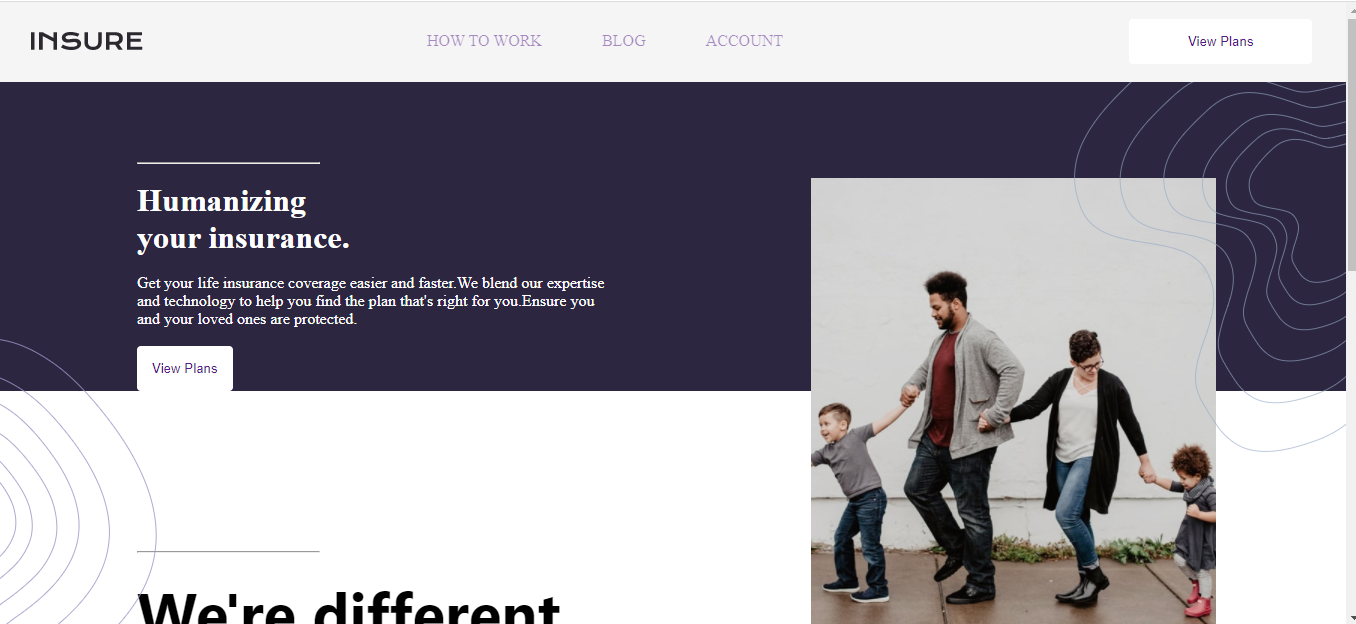 INSURE
HOW TO WORK
BLOG
ACCOUNT
View Plans
Humanizing
your insurance.
Get your life insurance coverage easier and faster.We blend our expertise
and technology to help you find the plan that's right for you.Ensure you
and your loved ones are protected.
View Plans
We're different